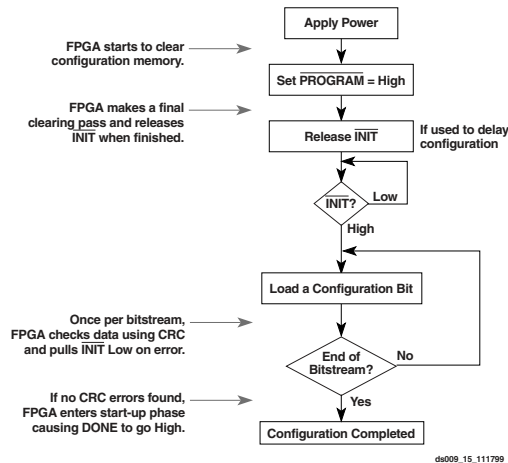 Apply Power
FPGA starts to clear
configuration memory.
Set PROGRAM = High
FPGA makes a final
clearing pass and releases
INIT when finished.
Release INIT
If used to delay
configuration
INIT?
Low
High
Load a Configuration Bit
Once per bitstream,
FPGA checks data using CRC
and pulls INIT Low on error.
End of
Bitstream?
No
Yes
If no CRC errors found,
FPGA enters start-up phase
causing DONE to go High.
Configuration Completed
ds009_15_111799